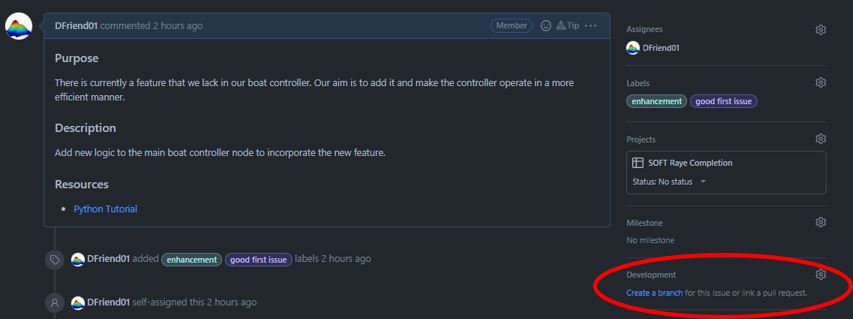 DFriend01 commented 2 hours ago
Member
Tip
Purpose
There is currently a feature that we lack in our boat controller. Our aim is to add it and make the controller operate in a more
efficient manner.
Description
Add new logic to the main boat controller node to incorporate the new feature.
Resources
Python Tutorial
DFriend01 added enhancement good first issue labels 2 hours ago
DFriend01 self-assigned this 2 hours ago
Assignees
DFriend01
Labels
enhancement good first issue
Projects
SOFT Raye Completion
Status: No status
Milestone
No milestone
Development
Create a branch for this issue or link a pull request.